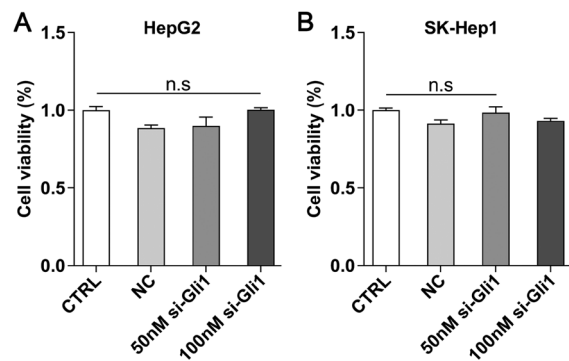 A
HepG2
Cell viability (%)
1.5
1.0
0.5
0.0
n.s
CTRL
NC
50nM si-Gli1
100nM si-Gli1
B
SK-Hep1
Cell viability (%)
1.5
1.0
0.5
0.0
n.s
CTRL
NC
50nM si-Gli1
100nM si-Gli1